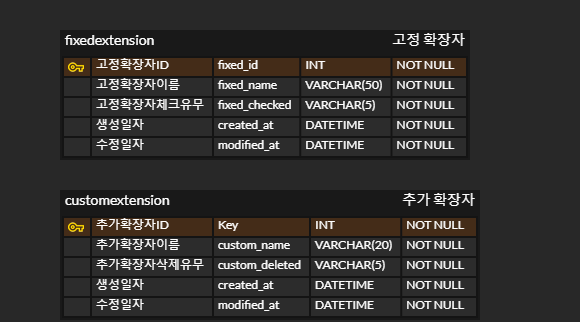 fixedextension 고정 확장자
고정확장자ID fixed_id INT NOT NULL
고정확장자이름 fixed_name VARCHAR(50) NOT NULL
고정확장자체크유무 fixed_checked VARCHAR(5) NOT NULL
생성일자 created_at DATETIME NOT NULL
수정일자 modified_at DATETIME NOT NULL
customextension 추가 확장자
추가확장자ID Key INT NOT NULL
추가확장자이름 custom_name VARCHAR(20) NOT NULL
추가확장자삭제유무 custom_deleted VARCHAR(5) NOT NULL
생성일자 created_at DATETIME NOT NULL
수정일자 modified_at DATETIME NOT NULL